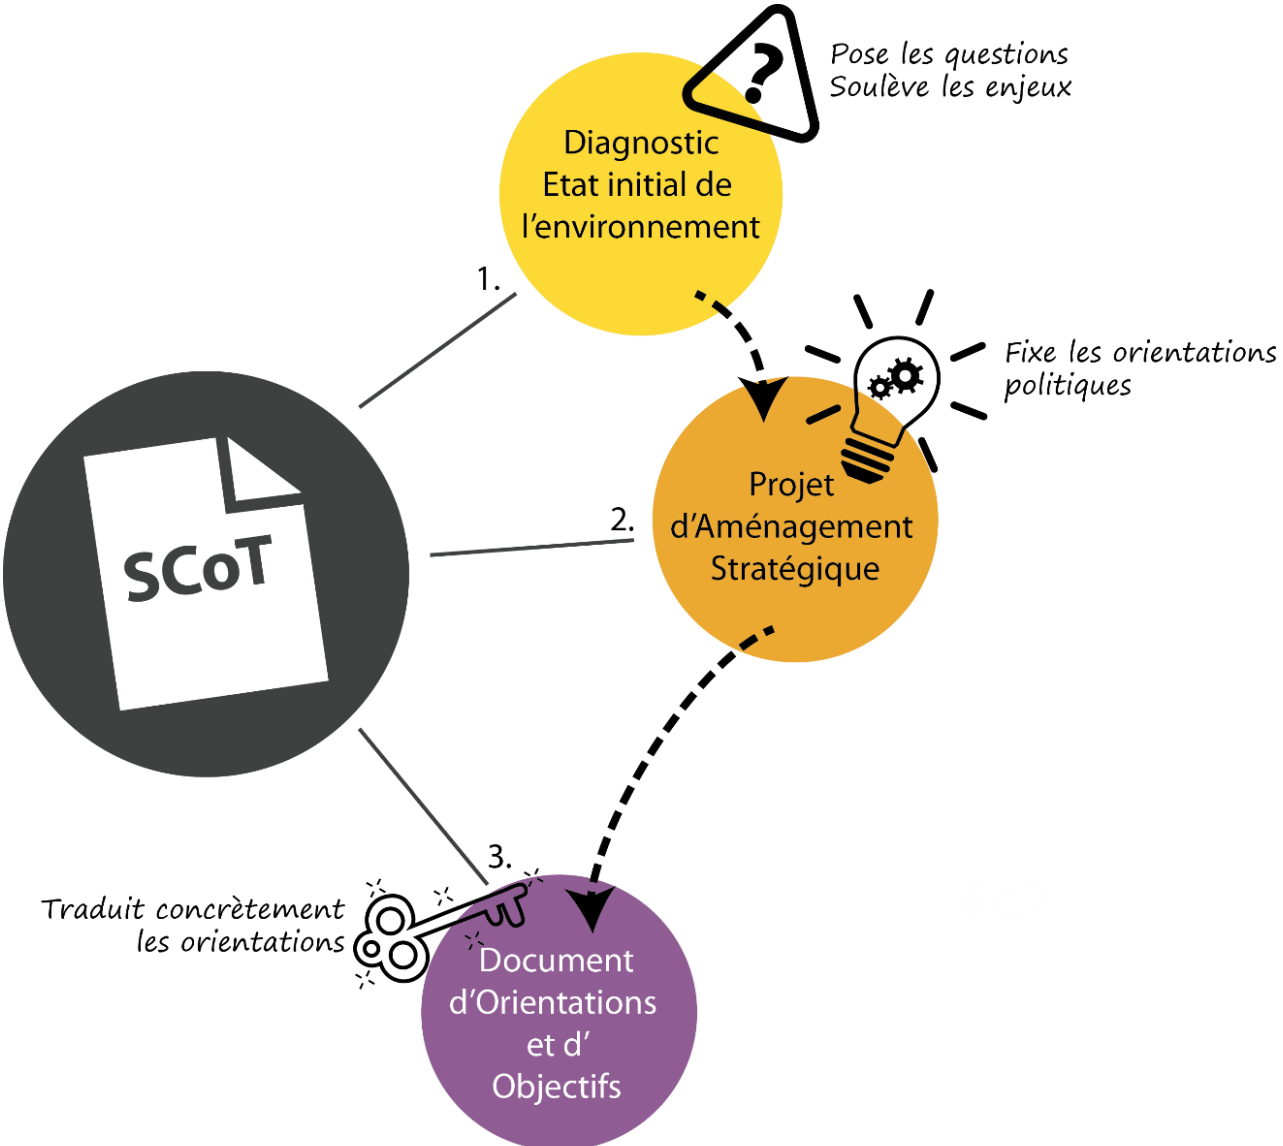 Pose les questions
Soulève les enjeux
Diagnostic
Etat initial de
l'environnement
1.
Fixe les orientations
politiques
Projet
d'Aménagement
Stratégique
2.
SCoT
3.
Traduit concrètement
les orientations
Document
d'Orientations
et d'
Objectifs